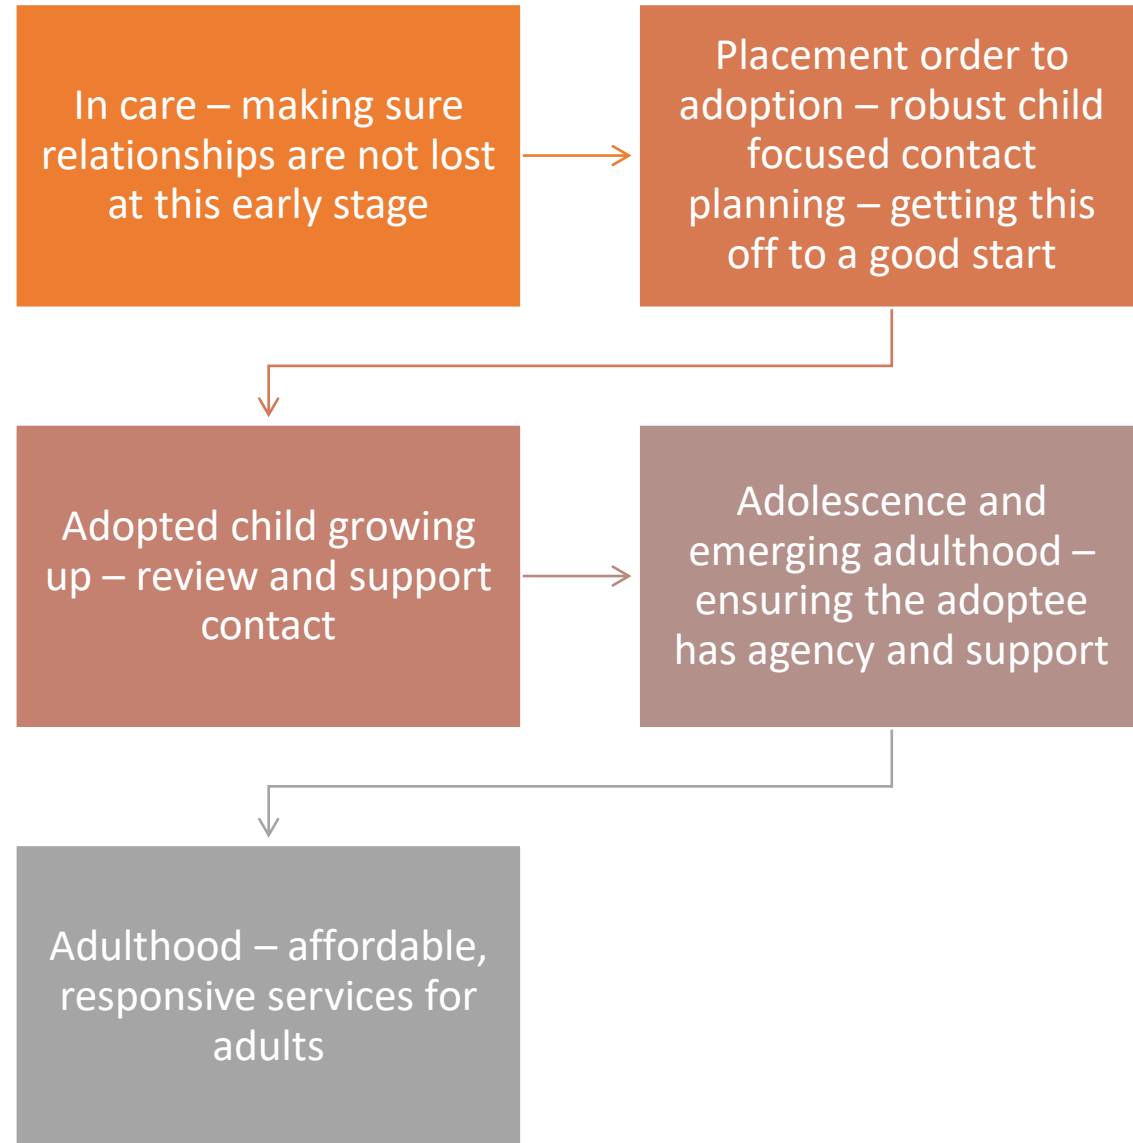 In care – making sure
relationships are not lost
at this early stage
Placement order to
adoption – robust child
focused contact
planning – getting this
off to a good start
Adopted child growing
up – review and support
contact
Adolescence and
emerging adulthood –
ensuring the adoptee
has agency and support
Adulthood – affordable,
responsive services for
adults